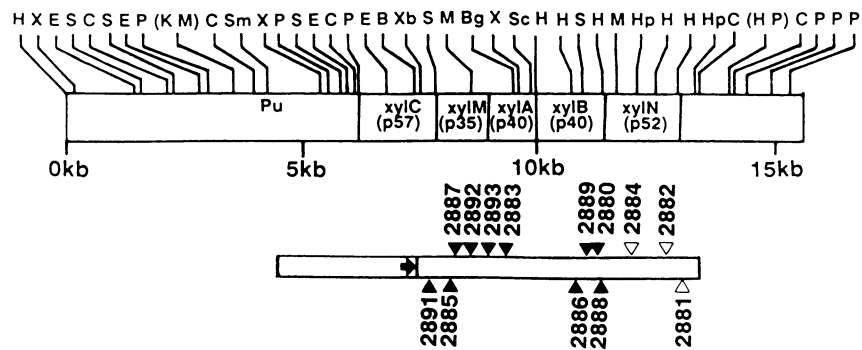 H X E S C S E P (K M) C Sm X P S E C P E B Xb S M Bg X Sc H H S H M Hp H H HpC (H P) C P P P
Pu xylC xylM xylA xylB xylN
(p57) (p35) (p40) (p40) (p52)
0kb 5kb 10kb 15kb
2887 2892 2893 2883 2889 2880 2884 2882
2891 2885 2886 2888 2881